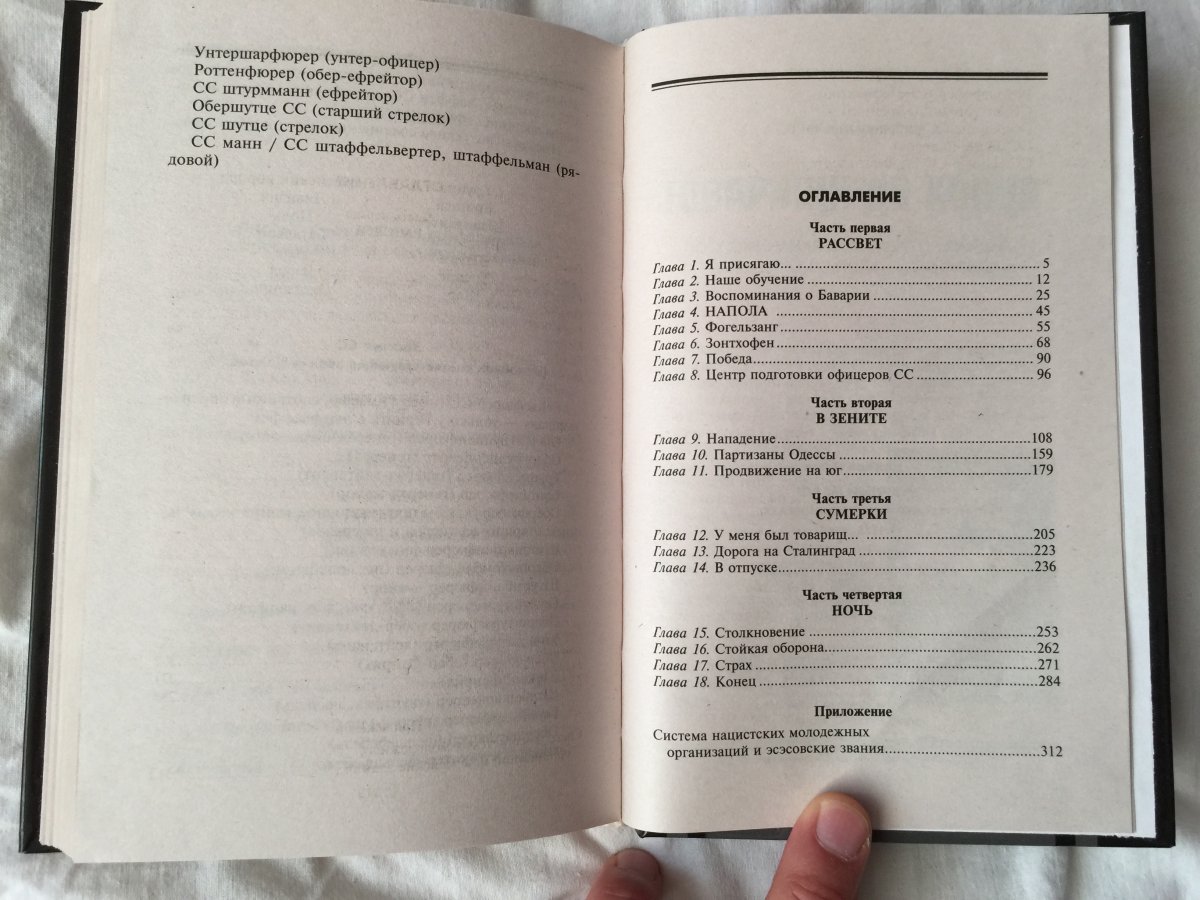 Унтершарфюрер (унтер-офицер)
Роттенфюрер (обер-ефрейтор)
СС штурмманн (ефрейтор)
Обершутце СС (старший стрелок)
СС шутце (стрелок)
СС манн / СС штаффельвертер, штаффельман (ря-
довой)
ОГЛАВЛЕНИЕ
Часть первая
РАССВЕТ
Глава 1. Я присягаю... 5
Глава 2. Наше обучение 12
Глава 3. Воспоминания о Баварии 25
Глава 4. НАПОЛА 45
Глава 5. Фогельзанг 55
Глава 6. Зонтхофен 68
Глава 7. Победа 90
Глава 8. Центр подготовки офицеров СС 96
Часть вторая
В ЗЕНИТЕ
Глава 9. Нападение 108
Глава 10. Партизаны Одессы 159
Глава 11. Продвижение на юг 179
Часть третья
СУМЕРКИ
Глава 12. У меня был товарищ... 205
Глава 13. Дорога на Сталинград 223
Глава 14. В отпуске 236
Часть четвертая
НОЧЬ
Глава 15. Столкновение 253
Глава 16. Стойкая оборона 262
Глава 17. Страх 271
Глава 18. Конец 284
Приложение
Система нацистских молодежных
организаций и эсэсовские звания 312